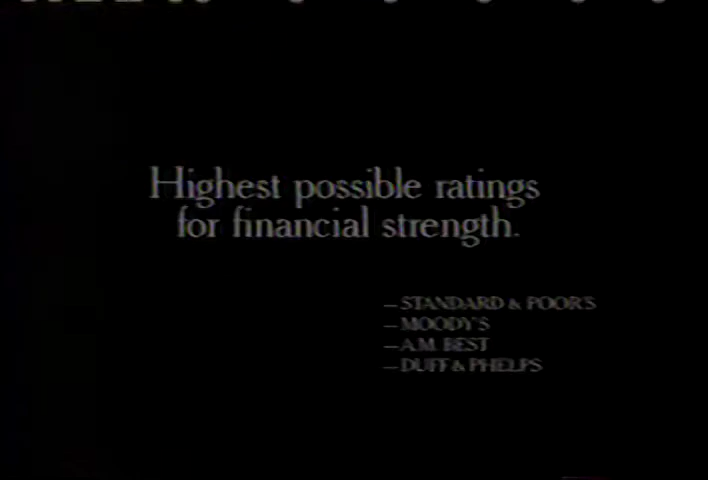 Highest possible ratings
for financial strength.
—STANDARD & POOR'S
—MOODY'S
—A.M. BEST
—DUFF & PHELPS